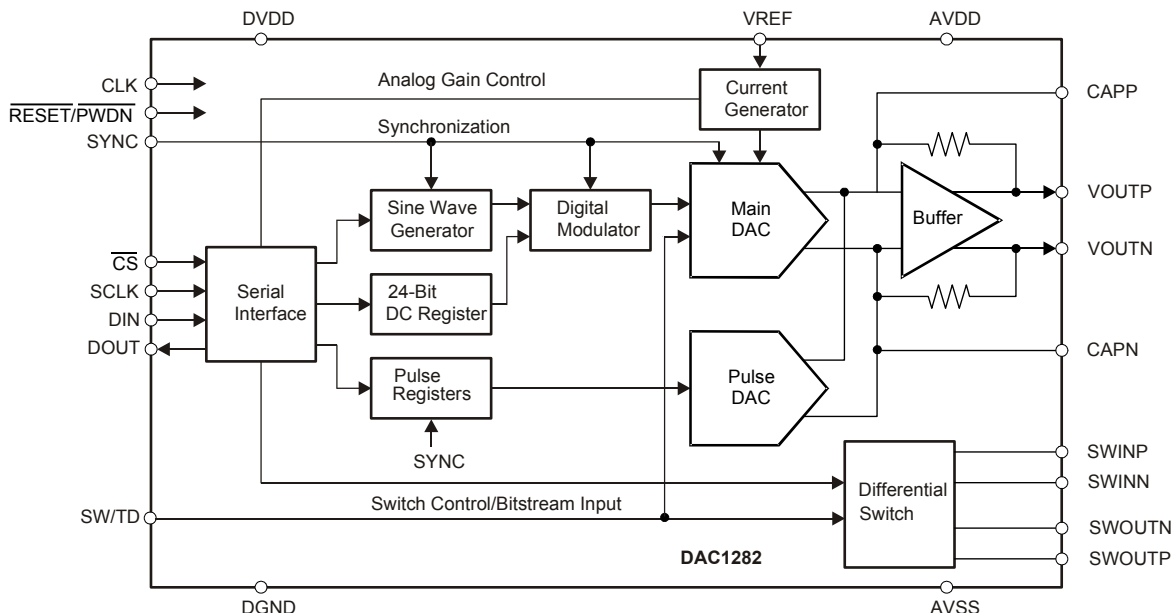 DVDD
VREF
AVDD
CLK
RESET/PWDN
SYNC
Analog Gain Control
Current
Generator
CAPP
Synchronization
Sine Wave
Generator
Digital
Modulator
Main
DAC
Buffer
VOUTP
VOUTN
CS
SCLK
DIN
DOUT
Serial
Interface
24-Bit
DC Register
Pulse
Registers
SYNC
Pulse
DAC
CAPN
SWINP
SWINN
SWOUTN
SWOUTP
Differential
Switch
SW/TD
Switch Control/Bitstream Input
DAC1282
DGND
AVSS